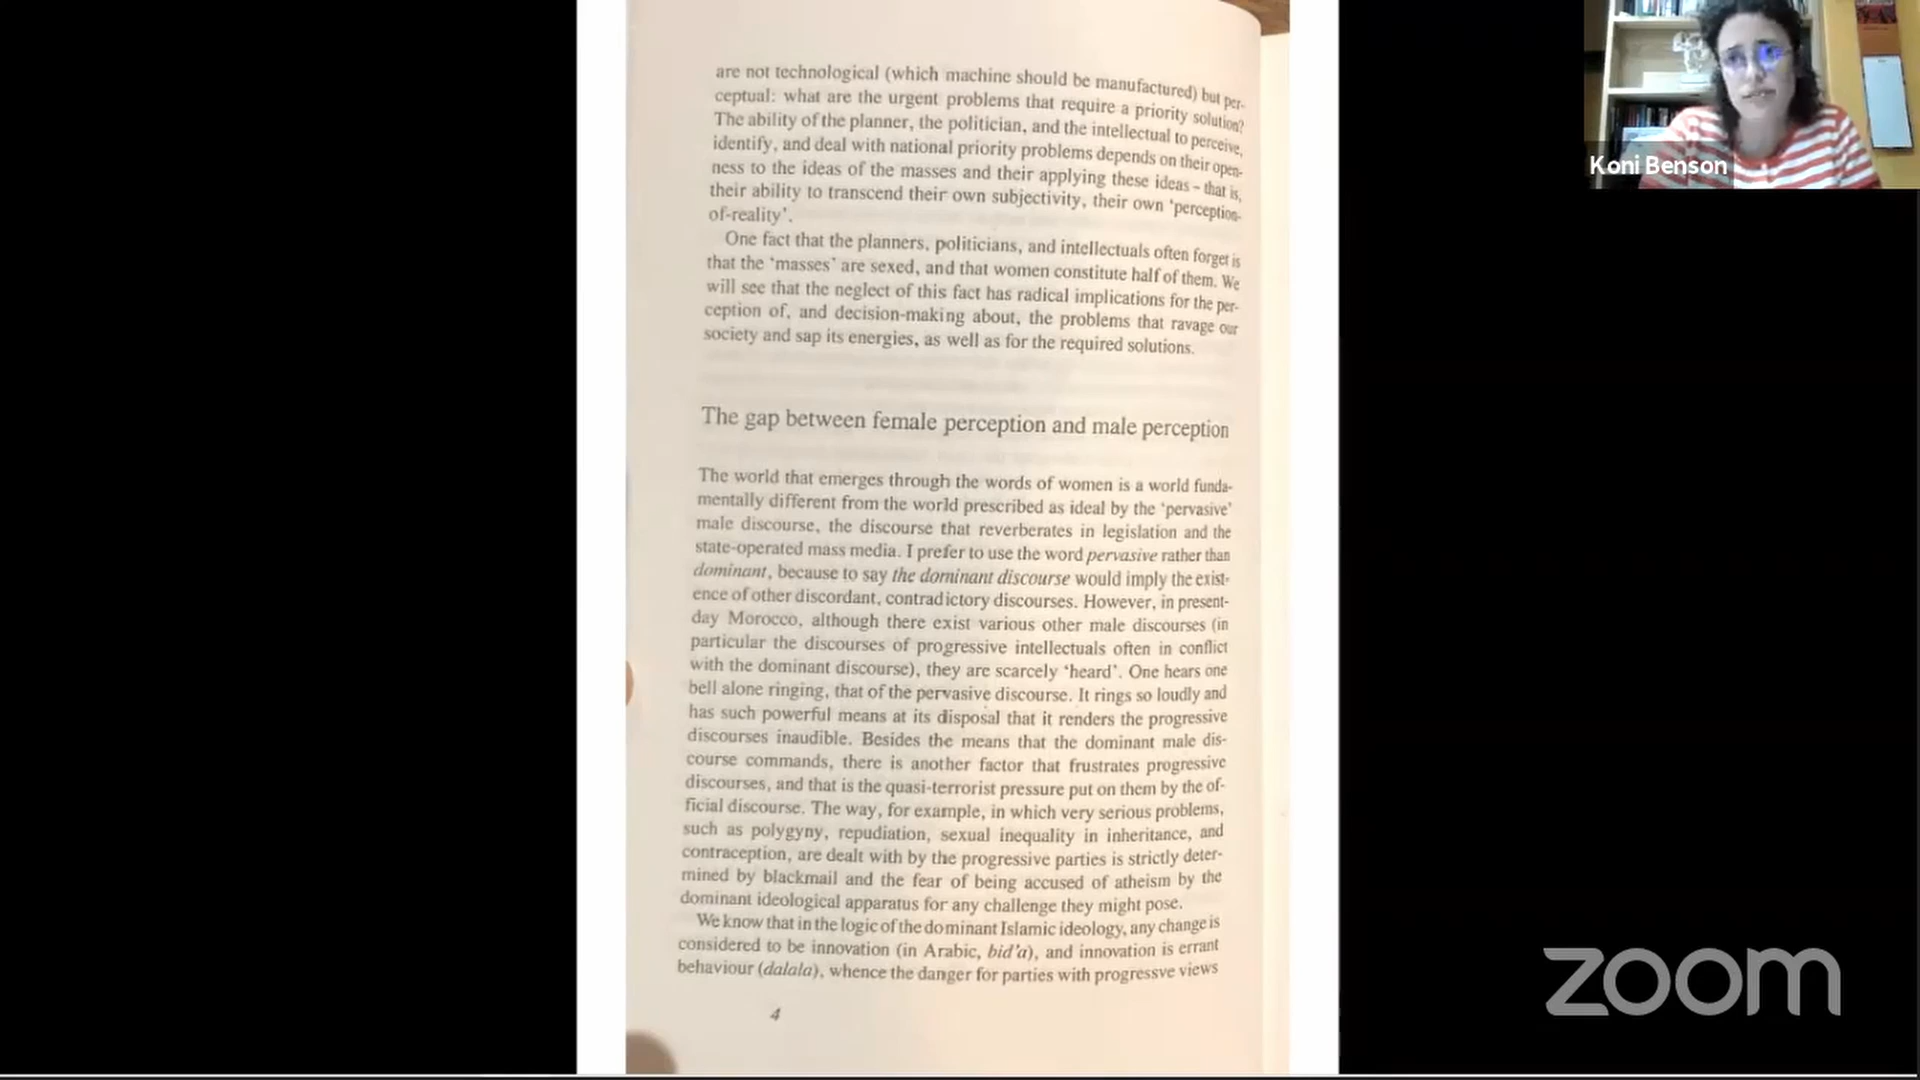 are not technological (which machine should be manufactured) but per-
ceptual: what are the urgent problems that require a priority solution?
The ability of the planner, the politician, and the intellectual to perceive,
identify, and deal with national priority problems depends on their open-
ness to the ideas of the masses and their applying these ideas – that is,
their ability to transcend their own subjectivity, their own ‘perception-
of-reality’.
One fact that the planners, politicians, and intellectuals often forget is
that the ‘masses’ are sexed, and that women constitute half of them. We
will see that the neglect of this fact has radical implications for the per-
ception of, and decision-making about, the problems that ravage our
society and sap its energies, as well as for the required solutions.
The gap between female perception and male perception
The world that emerges through the words of women is a world funda-
mentally different from the world prescribed as ideal by the ‘pervasive’
male discourse, the discourse that reverberates in legislation and the
state-operated mass media. I prefer to use the word pervasive rather than
dominant, because to say the dominant discourse would imply the exist-
ence of other discordant, contradictory discourses. However, in present-
day Morocco, although there exist various other male discourses (in
particular the discourses of progressive intellectuals often in conflict
with the dominant discourse), they are scarcely ‘heard’. One hears one
bell alone ringing, that of the pervasive discourse. It rings so loudly and
has such powerful means at its disposal that it renders the progressive
discourses inaudible. Besides the means that the dominant male dis-
course commands, there is another factor that frustrates progressive
discourses, and that is the quasi-terrorist pressure put on them by the of-
ficial discourse. The way, for example, in which very serious problems,
such as polygyny, repudiation, sexual inequality in inheritance, and
contraception, are dealt with by the progressive parties is strictly deter-
mined by blackmail and the fear of being accused of atheism by the
dominant ideological apparatus for any challenge they might pose.
We know that in the logic of the dominant Islamic ideology, any change is
considered to be innovation (in Arabic, bid’a), and innovation is errant
behaviour (dalala), whence the danger for parties with progressve views
4
Koni Benson
zoom